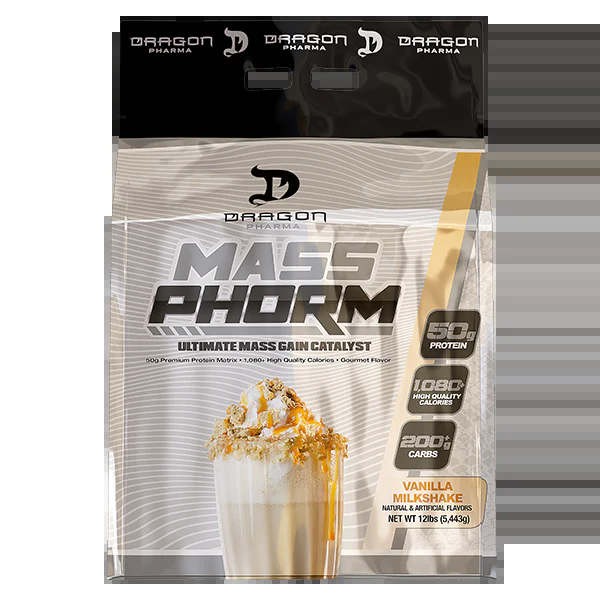 DRAGON PHARMA D DRAGON PHARMA D DRAGON PHARMA
D
DRAGON
PHARMA
MASS
PHORM
ULTIMATE MASS GAIN CATALYST
50g Premium Protein Matrix • 1,080+ High Quality Calories • Gourmet Flavor
50g
PROTEIN
1,080+
HIGH QUALITY
CALORIES
200+g
CARBS
VANILLA
MILKSHAKE
NATURAL & ARTIFICIAL FLAVORS
NET WT 12lbs (5,443g)